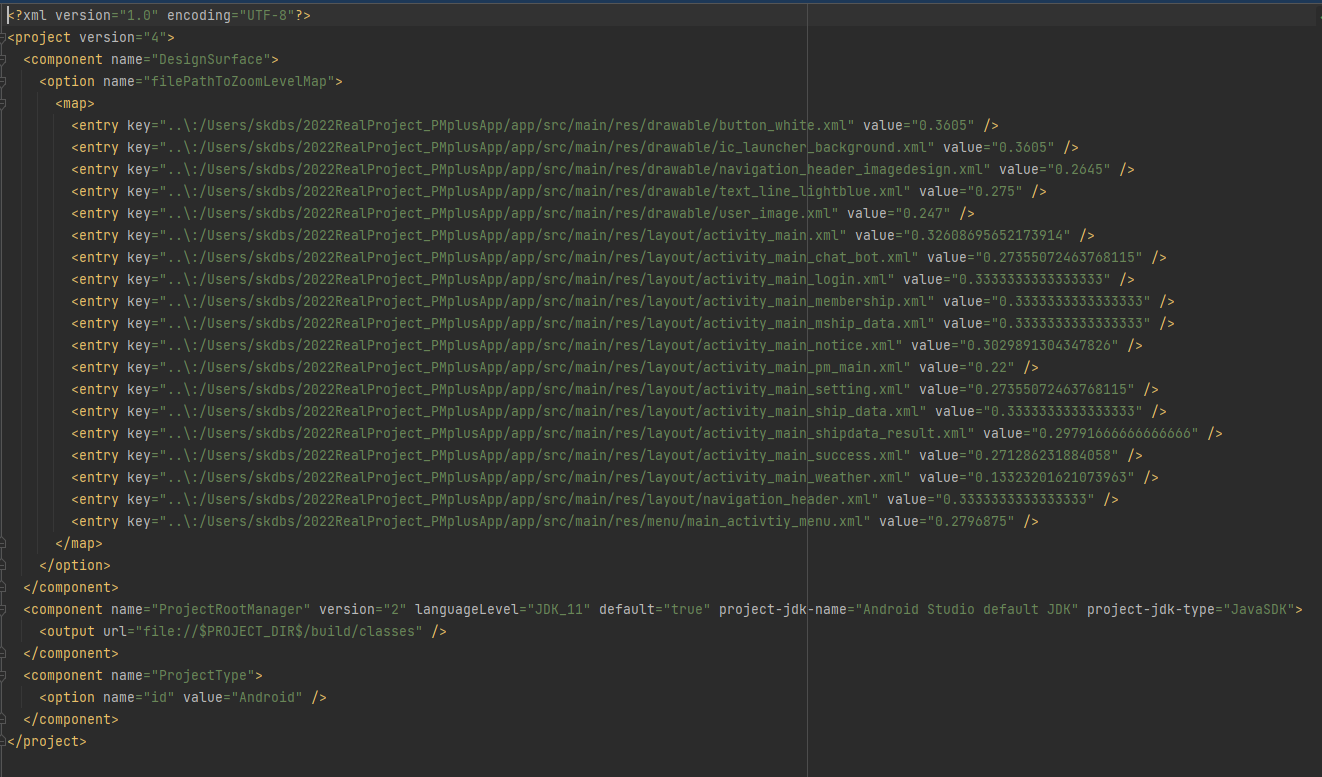 <?xml version="1.0" encoding="UTF-8"?>
<project version="4">
  <component name="DesignSurface">
    <option name="filePathToZoomLevelMap">
      <map>
        <entry key="..\:/Users/skdbs/2022RealProject_PMplusApp/app/src/main/res/drawable/button_white.xml" value="0.3605" />
        <entry key="..\:/Users/skdbs/2022RealProject_PMplusApp/app/src/main/res/drawable/ic_launcher_background.xml" value="0.3605" />
        <entry key="..\:/Users/skdbs/2022RealProject_PMplusApp/app/src/main/res/drawable/navigation_header_imagedesign.xml" value="0.2645" />
        <entry key="..\:/Users/skdbs/2022RealProject_PMplusApp/app/src/main/res/drawable/text_line_lightblue.xml" value="0.275" />
        <entry key="..\:/Users/skdbs/2022RealProject_PMplusApp/app/src/main/res/drawable/user_image.xml" value="0.247" />
        <entry key="..\:/Users/skdbs/2022RealProject_PMplusApp/app/src/main/res/layout/activity_main.xml" value="0.32608695652173914" />
        <entry key="..\:/Users/skdbs/2022RealProject_PMplusApp/app/src/main/res/layout/activity_main_chat_bot.xml" value="0.27355072463768115" />
        <entry key="..\:/Users/skdbs/2022RealProject_PMplusApp/app/src/main/res/layout/activity_main_login.xml" value="0.3333333333333333" />
        <entry key="..\:/Users/skdbs/2022RealProject_PMplusApp/app/src/main/res/layout/activity_main_membership.xml" value="0.3333333333333333" />
        <entry key="..\:/Users/skdbs/2022RealProject_PMplusApp/app/src/main/res/layout/activity_main_mship_data.xml" value="0.3333333333333333" />
        <entry key="..\:/Users/skdbs/2022RealProject_PMplusApp/app/src/main/res/layout/activity_main_notice.xml" value="0.3029891304347826" />
        <entry key="..\:/Users/skdbs/2022RealProject_PMplusApp/app/src/main/res/layout/activity_main_pm_main.xml" value="0.22" />
        <entry key="..\:/Users/skdbs/2022RealProject_PMplusApp/app/src/main/res/layout/activity_main_setting.xml" value="0.27355072463768115" />
        <entry key="..\:/Users/skdbs/2022RealProject_PMplusApp/app/src/main/res/layout/activity_main_ship_data.xml" value="0.3333333333333333" />
        <entry key="..\:/Users/skdbs/2022RealProject_PMplusApp/app/src/main/res/layout/activity_main_shipdata_result.xml" value="0.29791666666666666" />
        <entry key="..\:/Users/skdbs/2022RealProject_PMplusApp/app/src/main/res/layout/activity_main_success.xml" value="0.271286231884058" />
        <entry key="..\:/Users/skdbs/2022RealProject_PMplusApp/app/src/main/res/layout/activity_main_weather.xml" value="0.13323201621073963" />
        <entry key="..\:/Users/skdbs/2022RealProject_PMplusApp/app/src/main/res/layout/navigation_header.xml" value="0.3333333333333333" />
        <entry key="..\:/Users/skdbs/2022RealProject_PMplusApp/app/src/main/res/menu/main_activtiy_menu.xml" value="0.2796875" />
      </map>
    </option>
  </component>
  <component name="ProjectRootManager" version="2" languageLevel="JDK_11" default="true" project-jdk-name="Android Studio default JDK" project-jdk-type="JavaSDK">
    <output url="file://$PROJECT_DIR$/build/classes" />
  </component>
  <component name="ProjectType">
    <option name="id" value="Android" />
  </component>
</project>